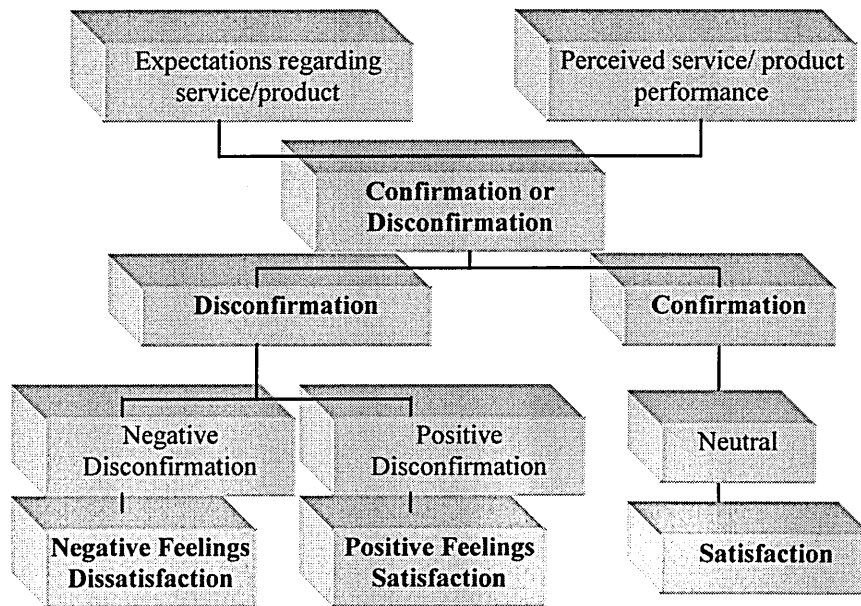 Expectations regarding
service/product
Perceived service/ product
performance
Confirmation or
Disconfirmation
Disconfirmation
Confirmation
Negative
Disconfirmation
Positive
Disconfirmation
Neutral
Negative Feelings
Dissatisfaction
Positive Feelings
Satisfaction
Satisfaction